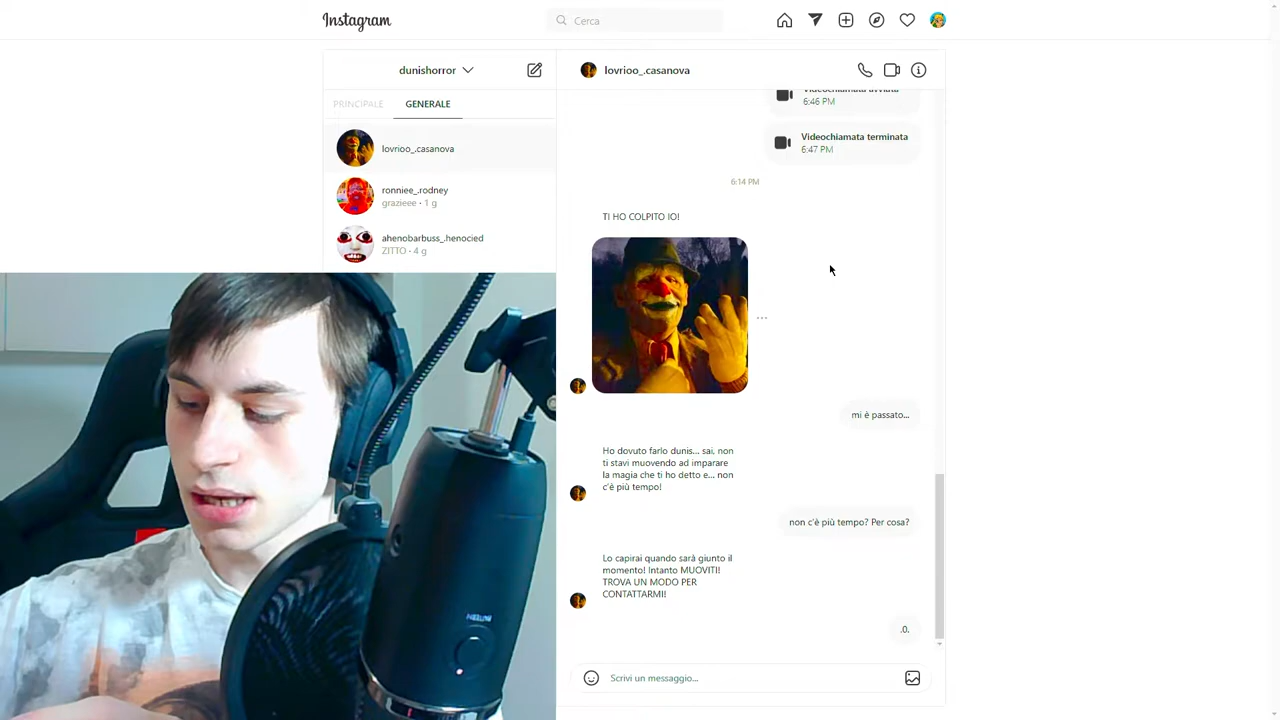 Instagram
Cerca
dunishorror
lovrioo_.casanova
PRINCIPALE
GENERALE
lovrioo_.casanova
ronniee_.rodney
grazieee • 1 g
ahenobarbuss_.henocied
ZITTO • 4 g
Videochiamata avviata
6:46 PM
Videochiamata terminata
6:47 PM
6:14 PM
TI HO COLPITO IO!
mi è passato...
Ho dovuto farlo dunis... sai, non
ti stavi muovendo ad imparare
la magia che ti ho detto e... non
c'è più tempo!
non c'è più tempo? Per cosa?
Lo capirai quando sarà giunto il
momento! Intanto MUOVITI!
TROVA UN MODO PER
CONTATTARMI!
.0.
Scrivi un messaggio...